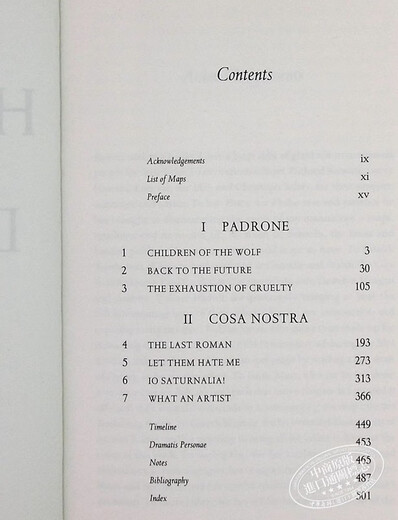 Contents
Acknowledgements ix
List of Maps xi
Preface xv
I PADRONE
1 CHILDREN OF THE WOLF 3
2 BACK TO THE FUTURE 30
3 THE EXHAUSTION OF CRUELTY 105
II COSA NOSTRA
4 THE LAST ROMAN 193
5 LET THEM HATE ME 273
6 IO SATURNALIA! 313
7 WHAT AN ARTIST 366
Timeline 449
Dramatis Personae 453
Notes 465
Bibliography 487
Index 501